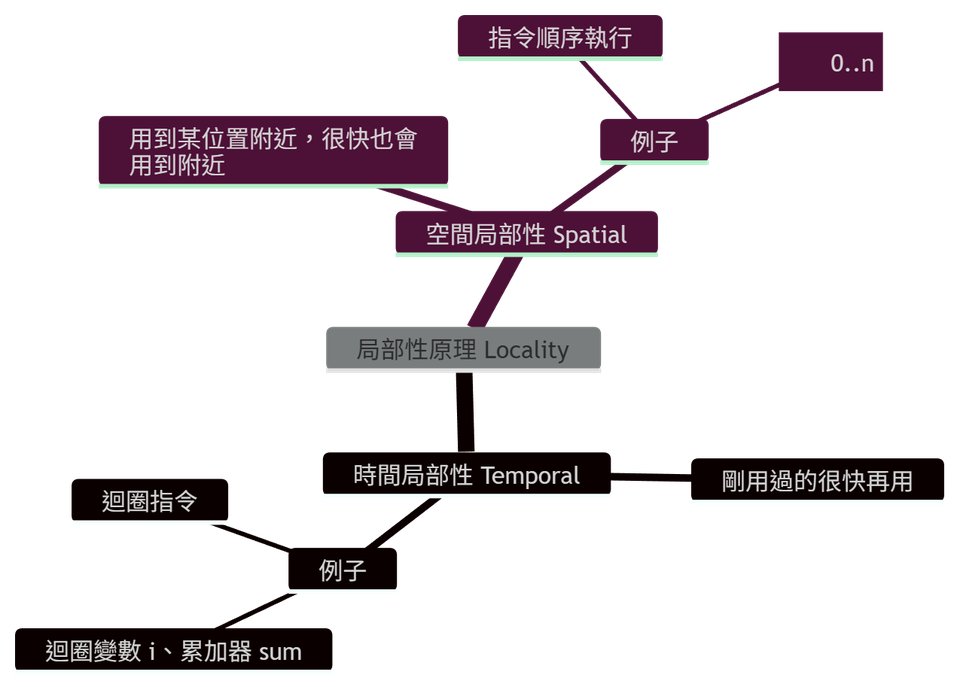 指令順序執行
0..n
用到某位置附近，很快也會
用到附近
例子
空間局部性 Spatial
局部性原理 Locality
時間局部性 Temporal
剛用過的很快再用
迴圈指令
例子
迴圈變數 i、累加器 sum